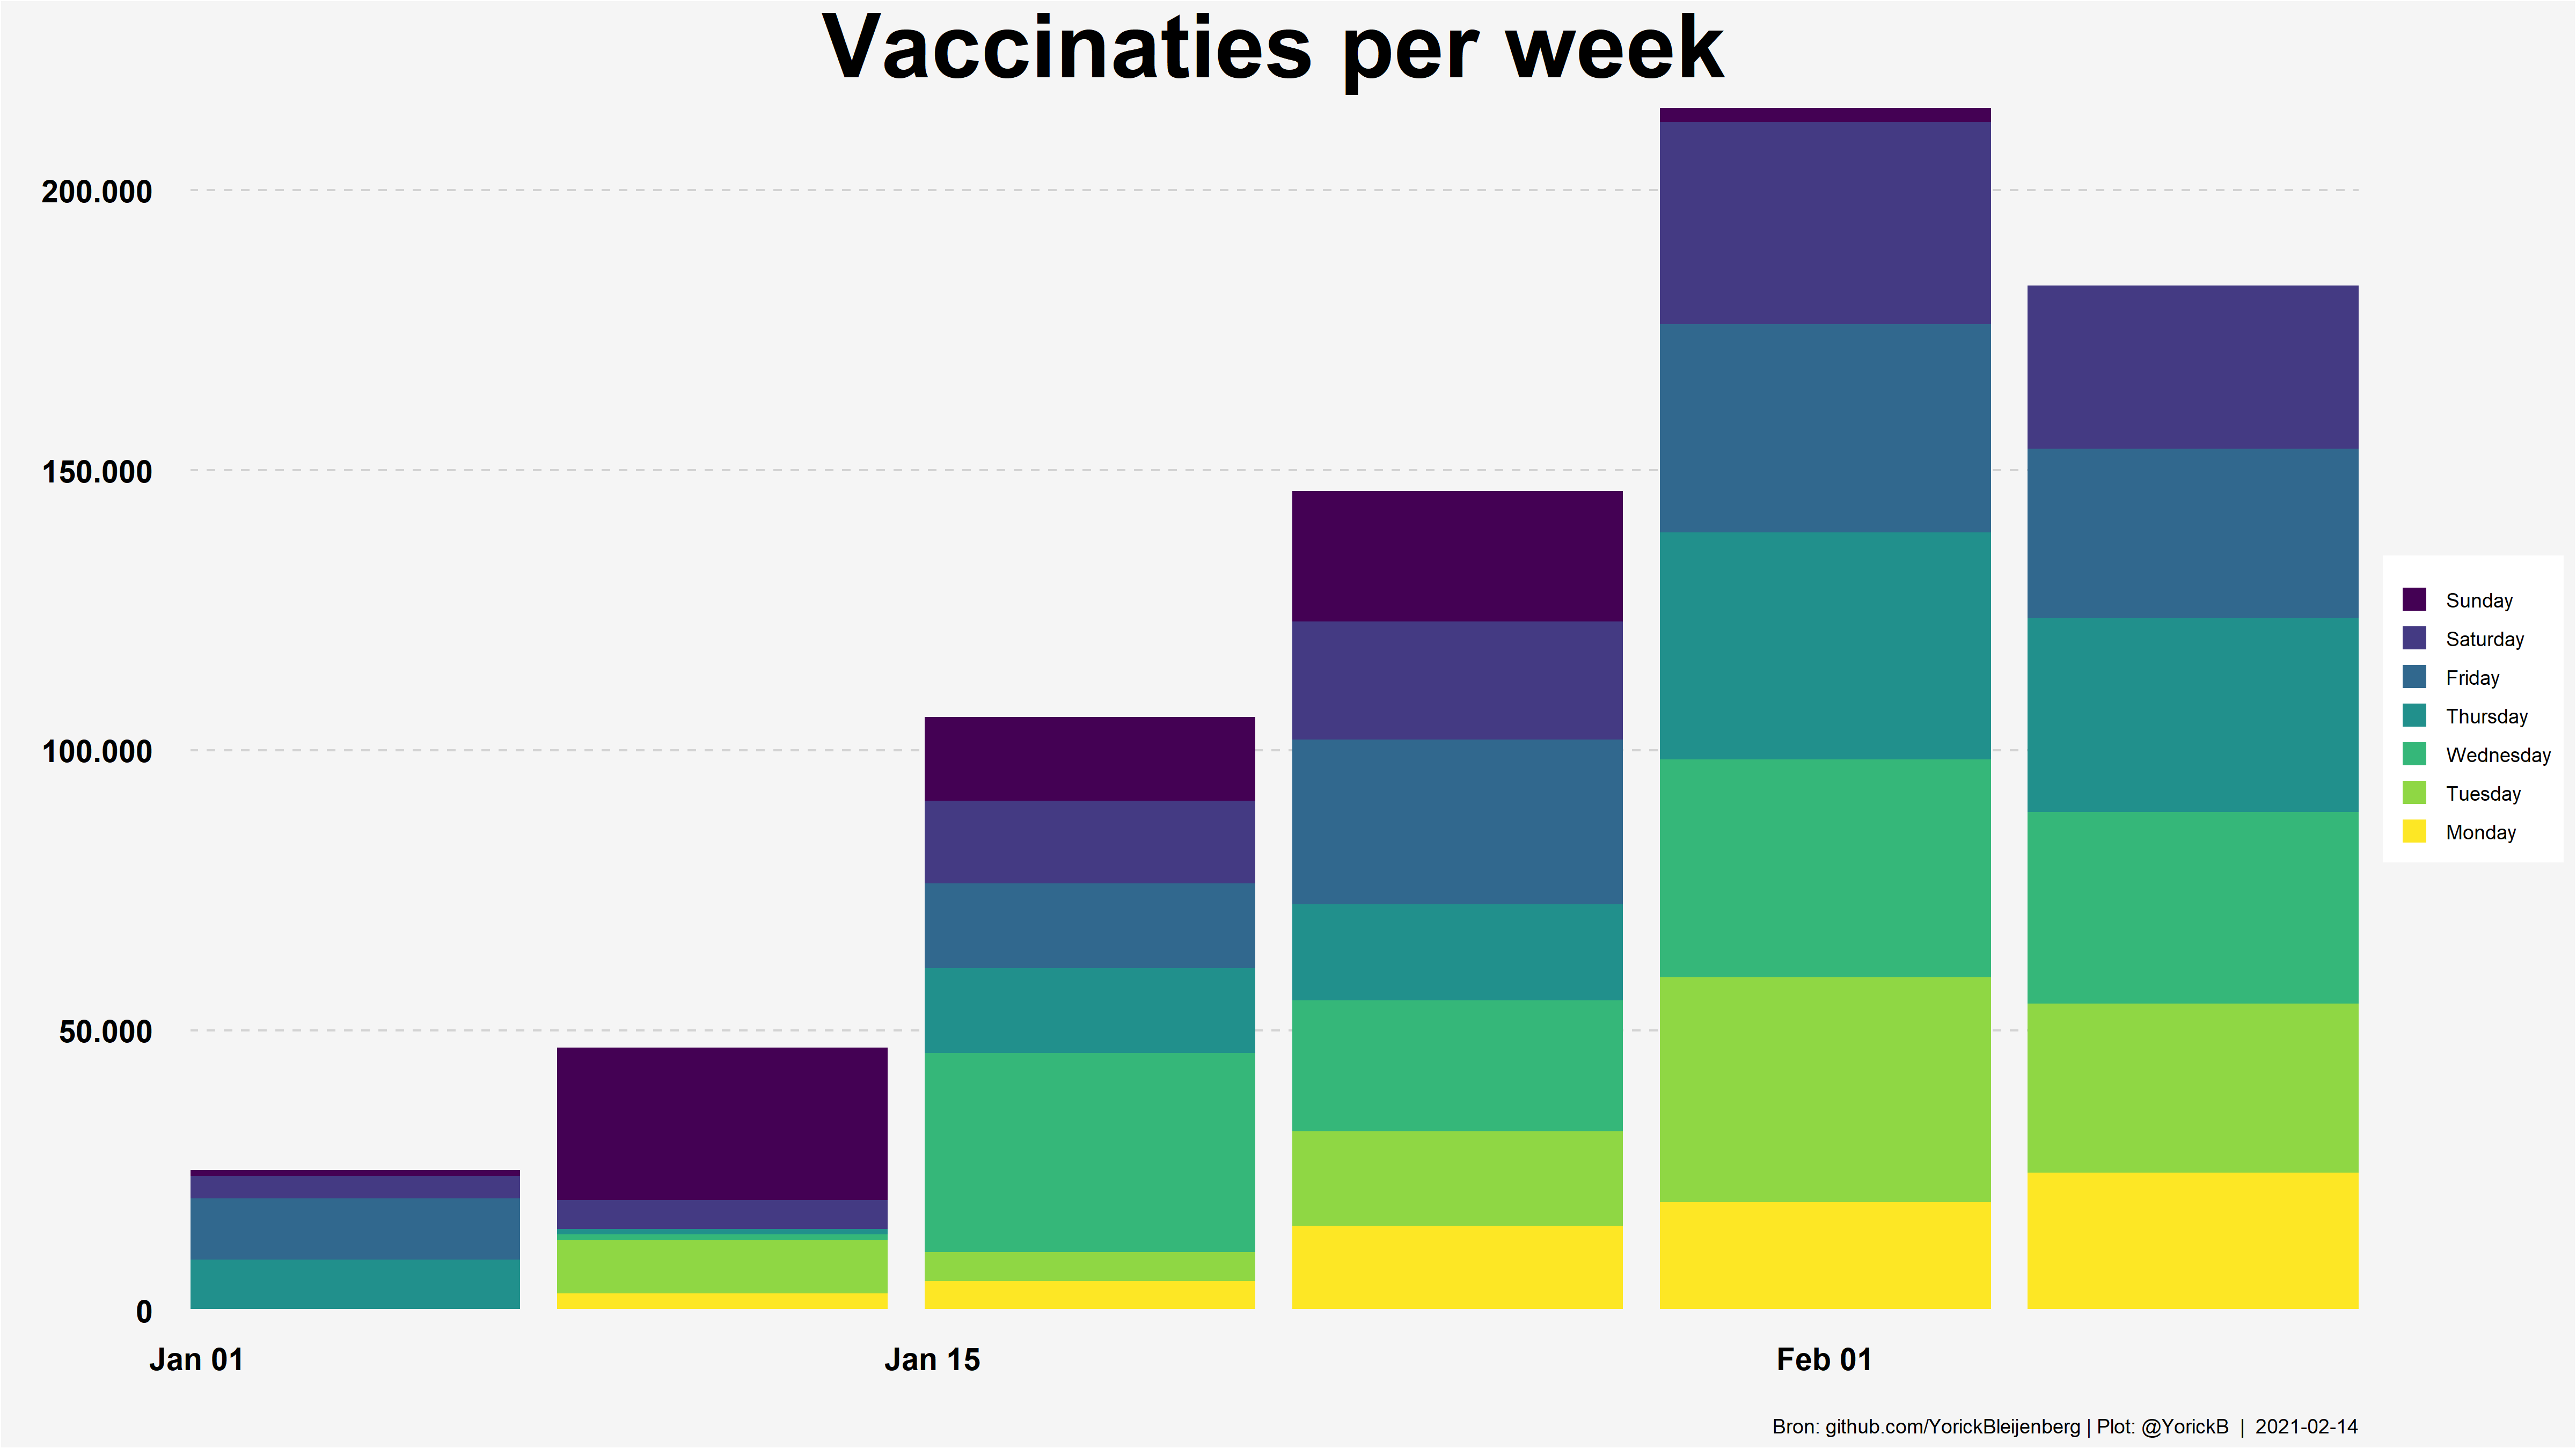 Vaccinaties per week
200.000
150.000
100.000
50.000
0
Jan 01
Jan 15
Feb 01
Sunday
Saturday
Friday
Thursday
Wednesday
Tuesday
Monday
Bron: github.com/YorickBleijenberg | Plot: @YorickB | 2021-02-14